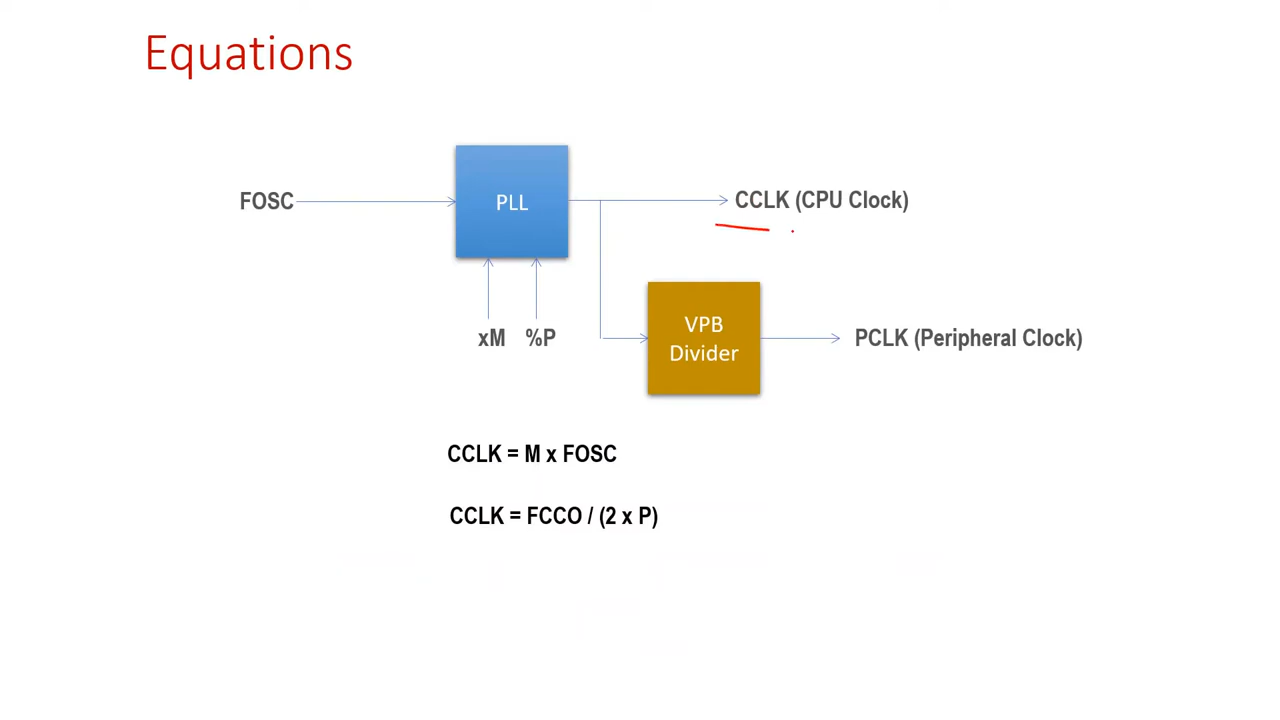 Equations
FOSC
PLL
CCLK (CPU Clock)
xM
%P
VPB
Divider
PCLK (Peripheral Clock)
CCLK = M x FOSC
CCLK = FCCO / (2 x P)